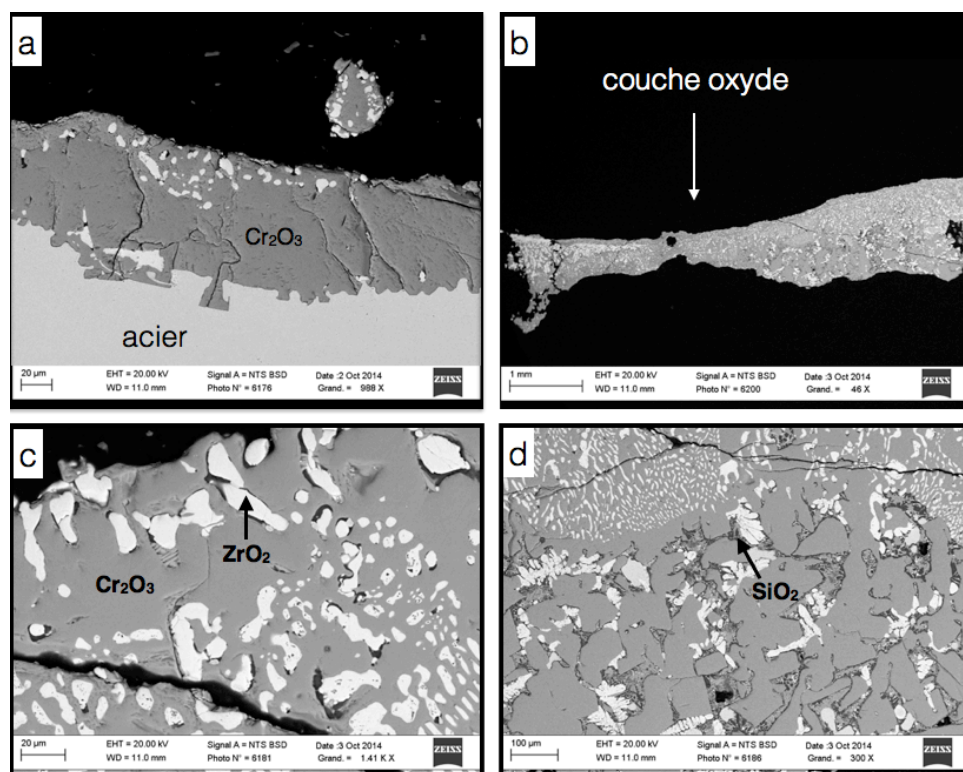 a
Cr₂O₃
acier
20 µm
EHT = 20.00 kV Signal A = NTS BSD Date :2 Oct 2014
WD = 11.0 mm Photo N° = 6176 Grand. = 988 X
ZEISS
b
couche oxyde
1 mm
EHT = 20.00 kV Signal A = NTS BSD Date :3 Oct 2014
WD = 11.0 mm Photo N° = 6200 Grand. = 46 X
ZEISS
c
ZrO₂
Cr₂O₃
20 µm
EHT = 20.00 kV Signal A = NTS BSD Date :3 Oct 2014
WD = 11.0 mm Photo N° = 6181 Grand. = 1.41 K X
ZEISS
d
SiO₂
100 µm
EHT = 20.00 kV Signal A = NTS BSD Date :3 Oct 2014
WD = 11.0 mm Photo N° = 6186 Grand. = 300 X
ZEISS